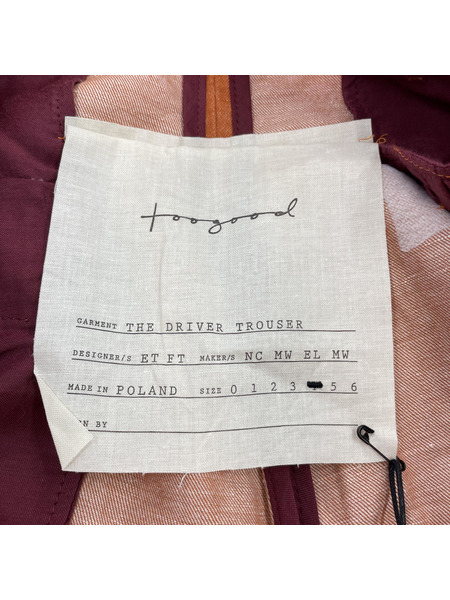 toogood
GARMENT THE DRIVER TROUSER
DESIGNER/S ET FT MAKER/S NC MW EL MW
MADE IN POLAND SIZE 0 1 2 3 5 6
BY